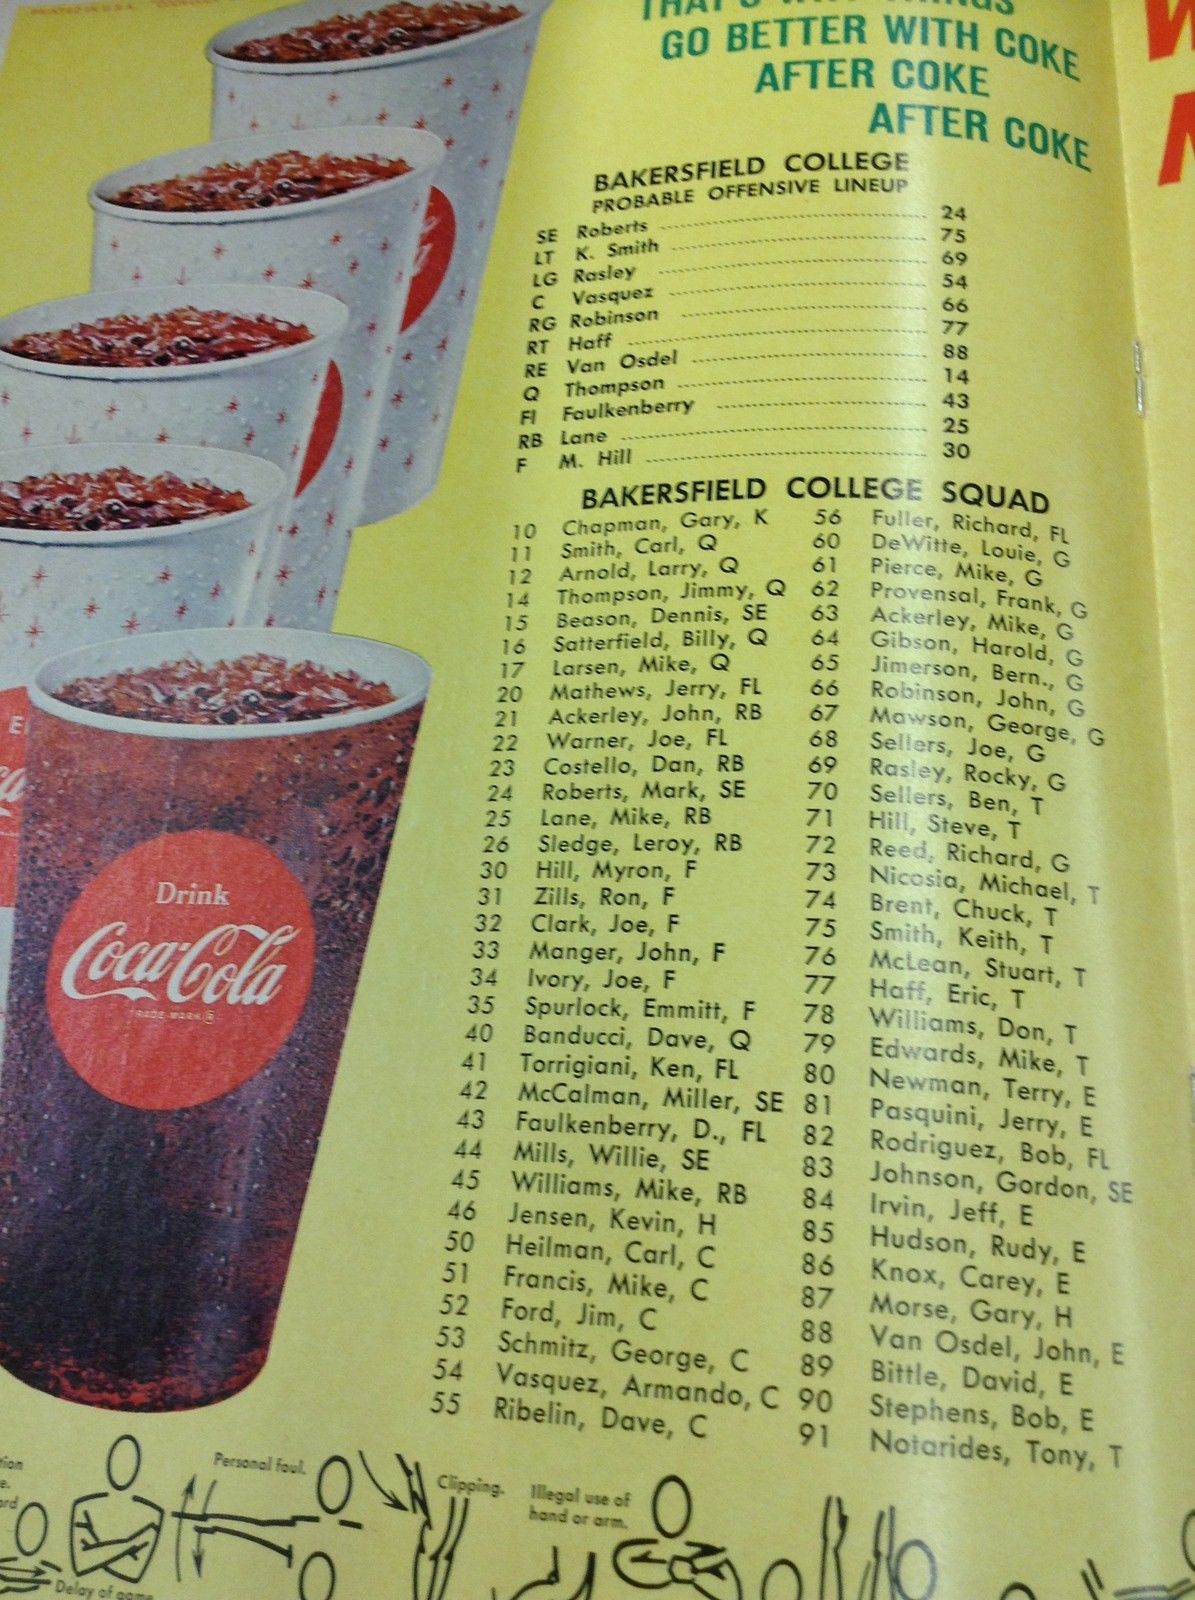 GO BETTER WITH COKE
AFTER COKE
AFTER COKE
BAKERSFIELD COLLEGE
PROBABLE OFFENSIVE LINEUP
SE Roberts 24
LT K. Smith 75
LG Rasley 69
C Vasquez 54
RG Robinson 66
RT Haff 77
RE Van Osdel 88
Q Thompson 14
Fl Faulkenberry 43
RB Lane 25
F M. Hill 30
BAKERSFIELD COLLEGE SQUAD
10 Chapman, Gary, K
11 Smith, Carl, Q
12 Arnold, Larry, Q
14 Thompson, Jimmy, Q
15 Beason, Dennis, SE
16 Satterfield, Billy, Q
17 Larsen, Mike, Q
20 Mathews, Jerry, FL
21 Ackerley, John, RB
22 Warner, Joe, FL
23 Costello, Dan, RB
24 Roberts, Mark, SE
25 Lane, Mike, RB
26 Sledge, Leroy, RB
30 Hill, Myron, F
31 Zills, Ron, F
32 Clark, Joe, F
33 Manger, John, F
34 Ivory, Joe, F
35 Spurlock, Emmitt, F
40 Banducci, Dave, Q
41 Torrigiani, Ken, FL
42 McCalman, Miller, SE
43 Faulkenberry, D., FL
44 Mills, Willie, SE
45 Williams, Mike, RB
46 Jensen, Kevin, H
50 Heilman, Carl, C
51 Francis, Mike, C
52 Ford, Jim, C
53 Schmitz, George, C
54 Vasquez, Armando, C
55 Ribelin, Dave, C
56 Fuller, Richard, FL
60 DeWitte, Louie, G
61 Pierce, Mike, G
62 Provensal, Frank, G
63 Ackerley, Mike, G
64 Gibson, Harold, G
65 Jimerson, Bern., G
66 Robinson, John, G
67 Mawson, George, G
68 Sellers, Joe, G
69 Rasley, Rocky, G
70 Sellers, Ben, T
71 Hill, Steve, T
72 Reed, Richard, G
73 Nicosia, Michael, T
74 Brent, Chuck, T
75 Smith, Keith, T
76 McLean, Stuart, T
77 Haff, Eric, T
78 Williams, Don, T
79 Edwards, Mike, T
80 Newman, Terry, E
81 Pasquini, Jerry, E
82 Rodriguez, Bob, FL
83 Johnson, Gordon, SE
84 Irvin, Jeff, E
85 Hudson, Rudy, E
86 Knox, Carey, E
87 Morse, Gary, H
88 Van Osdel, John, E
89 Bittle, David, E
90 Stephens, Bob, E
91 Notarides, Tony, T
Drink
Coca-Cola
TRADE-MARK ®
Personal foul.
Clipping.
Illegal use of
hand or arm.
Delay of game